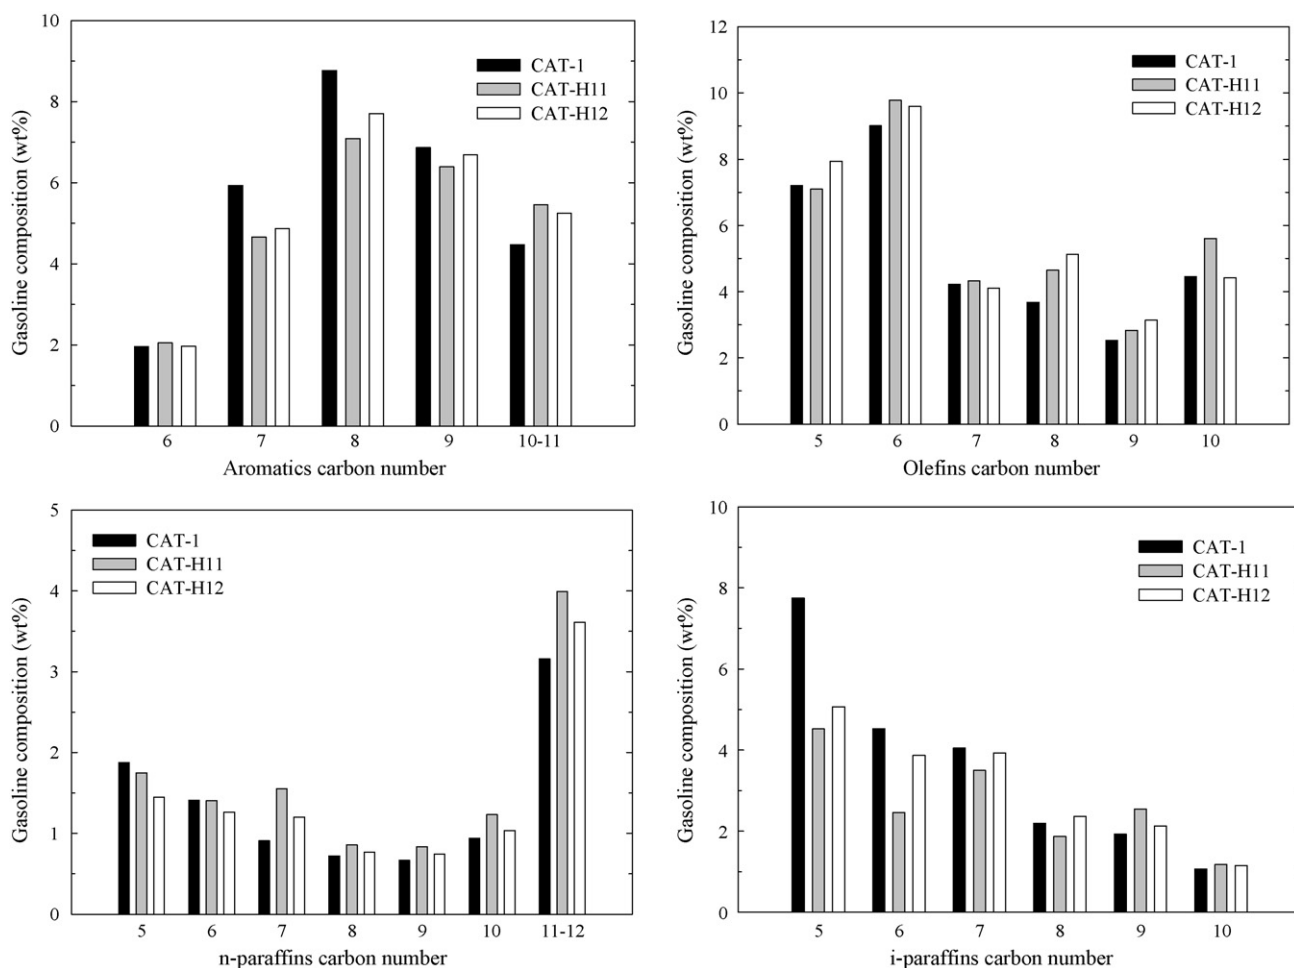 10
8
6
4
2
0
Gasoline composition (wt%)
CAT-1
CAT-H11
CAT-H12
6 7 8 9 10-11
Aromatics carbon number
12
10
8
6
4
2
0
Gasoline composition (wt%)
CAT-1
CAT-H11
CAT-H12
5 6 7 8 9 10
Olefins carbon number
5
4
3
2
1
0
Gasoline composition (wt%)
CAT-1
CAT-H11
CAT-H12
5 6 7 8 9 10 11-12
n-paraffins carbon number
10
8
6
4
2
0
Gasoline composition (wt%)
CAT-1
CAT-H11
CAT-H12
5 6 7 8 9 10
i-paraffins carbon number